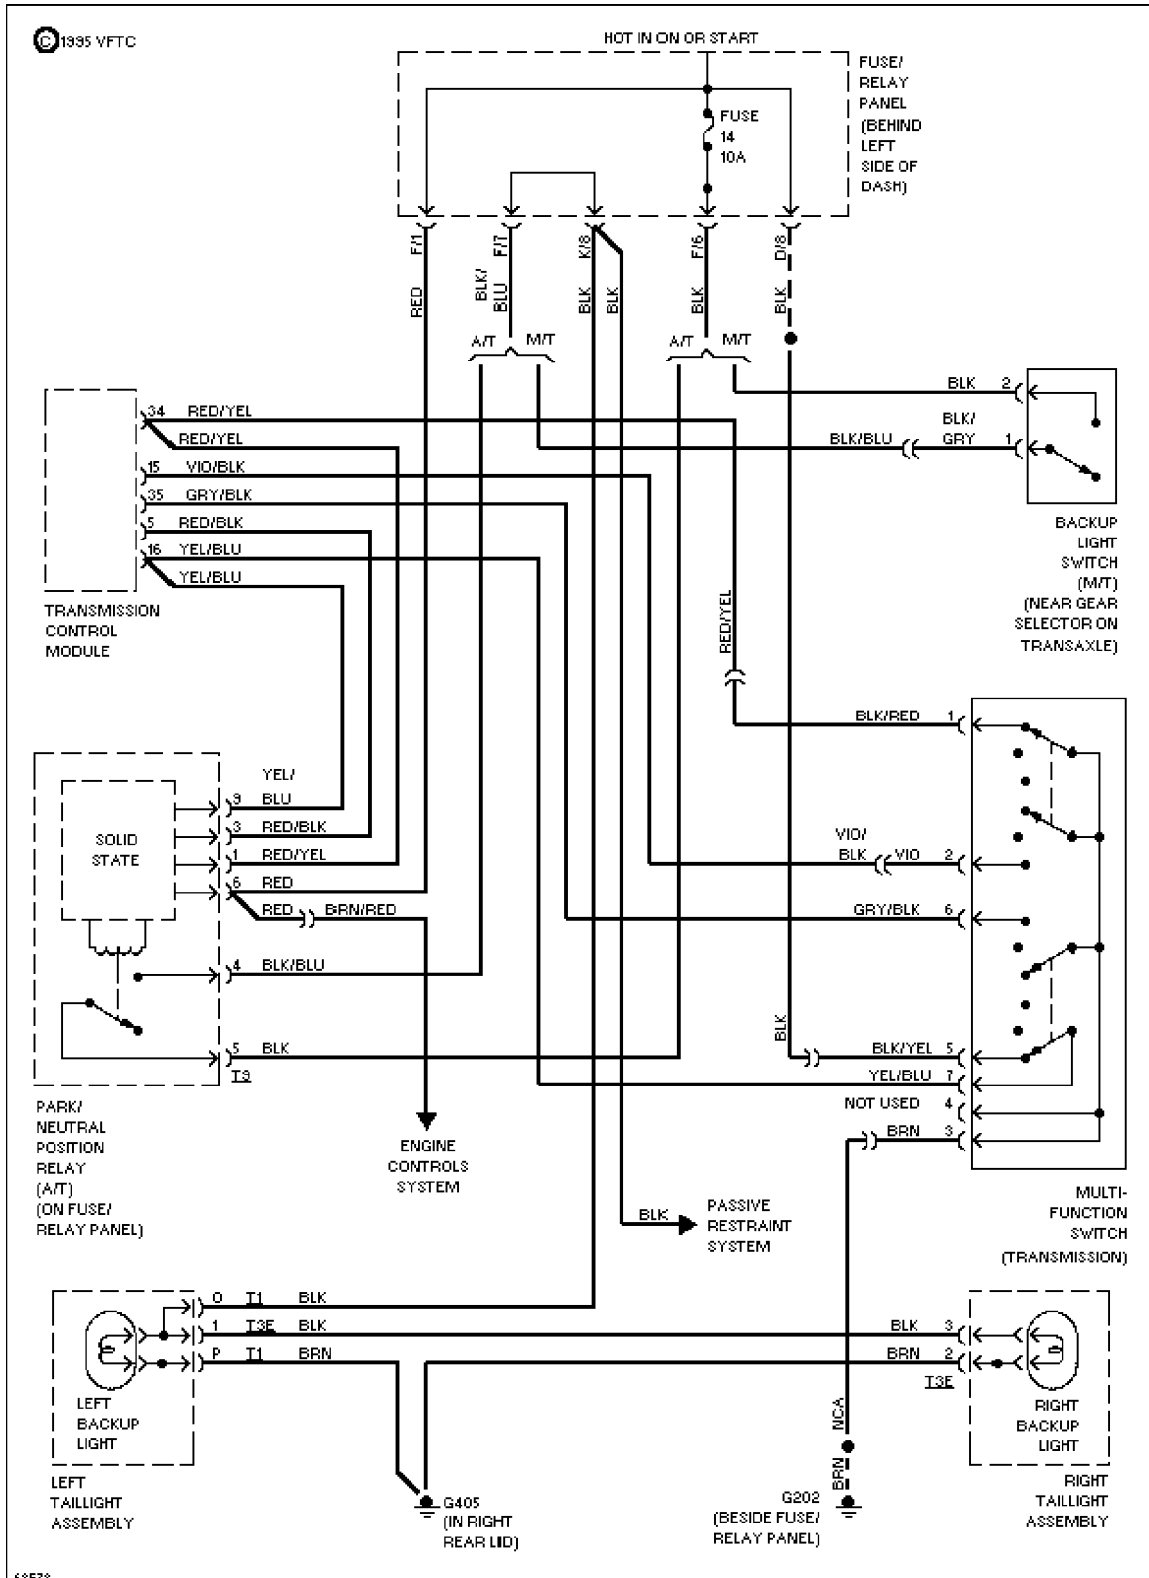 © 1995 VFTC
HOT IN ON OR START
FUSE/
RELAY
PANEL
(BEHIND
LEFT
SIDE OF
DASH)
FUSE
14
10A
F/1
F/7
K/8
F/6
D/8
RED
BLK/
BLU
BLK
BLK
BLK
BLK
A/T
M/T
A/T
M/T
BLK 2
BLK/
BLK/BLU GRY 1
BACKUP
LIGHT
SWITCH
(M/T)
(NEAR GEAR
SELECTOR ON
TRANSAXLE)
34 RED/YEL
RED/YEL
15 VIO/BLK
35 GRY/BLK
5 RED/BLK
16 YEL/BLU
YEL/BLU
TRANSMISSION
CONTROL
MODULE
RED/YEL
BLK/RED 1
VIO/
BLK VIO 2
GRY/BLK 6
BLK
BLK/YEL 5
YEL/BLU 7
NOT USED 4
BRN 3
MULTI-
FUNCTION
SWITCH
(TRANSMISSION)
SOLID
STATE
YEL/
9 BLU
3 RED/BLK
1 RED/YEL
6 RED
RED BRN/RED
4 BLK/BLU
5 BLK
T9
PARK/
NEUTRAL
POSITION
RELAY
(A/T)
(ON FUSE/
RELAY PANEL)
ENGINE
CONTROLS
SYSTEM
BLK
PASSIVE
RESTRAINT
SYSTEM
O T1 BLK
1 T3E BLK
P T1 BRN
BLK 3
BRN 2
T3E
LEFT
BACKUP
LIGHT
LEFT
TAILLIGHT
ASSEMBLY
RIGHT
BACKUP
LIGHT
RIGHT
TAILLIGHT
ASSEMBLY
G405
(IN RIGHT
REAR LID)
NCA
BRN
G202
(BESIDE FUSE/
RELAY PANEL)